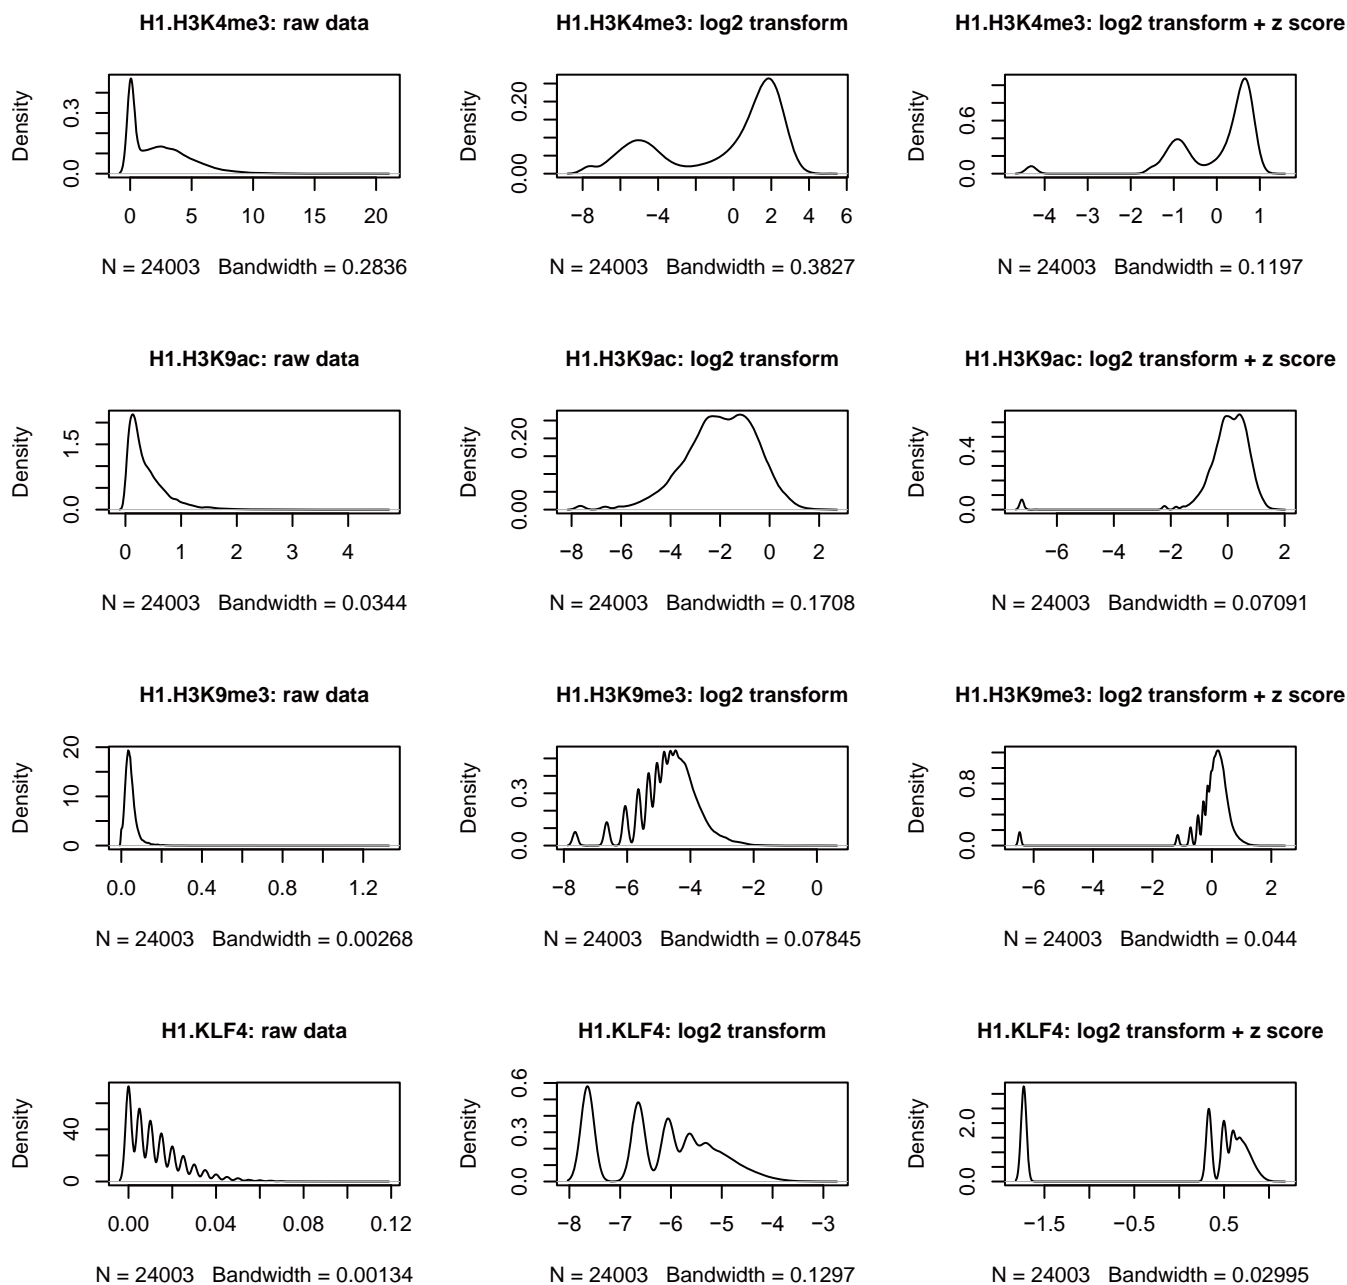 H1.H3K4me3: raw data
H1.H3K4me3: log2 transform
H1.H3K4me3: log2 transform + z score
Density
0.0 0.3
0 5 10 15 20
N = 24003 Bandwidth = 0.2836
Density
0.00 0.20
−8 −4 0 2 4 6
N = 24003 Bandwidth = 0.3827
Density
0.0 0.6
−4 −3 −2 −1 0 1
N = 24003 Bandwidth = 0.1197
H1.H3K9ac: raw data
H1.H3K9ac: log2 transform
H1.H3K9ac: log2 transform + z score
Density
0.0 1.5
0 1 2 3 4
N = 24003 Bandwidth = 0.0344
Density
0.00 0.20
−8 −6 −4 −2 0 2
N = 24003 Bandwidth = 0.1708
Density
0.0 0.4
−6 −4 −2 0 2
N = 24003 Bandwidth = 0.07091
H1.H3K9me3: raw data
H1.H3K9me3: log2 transform
H1.H3K9me3: log2 transform + z score
Density
0 10 20
0.0 0.4 0.8 1.2
N = 24003 Bandwidth = 0.00268
Density
0.0 0.3
−8 −6 −4 −2 0
N = 24003 Bandwidth = 0.07845
Density
0.0 0.8
−6 −4 −2 0 2
N = 24003 Bandwidth = 0.044
H1.KLF4: raw data
H1.KLF4: log2 transform
H1.KLF4: log2 transform + z score
Density
0 40
0.00 0.04 0.08 0.12
N = 24003 Bandwidth = 0.00134
Density
0.0 0.3 0.6
−8 −7 −6 −5 −4 −3
N = 24003 Bandwidth = 0.1297
Density
0.0 2.0
−1.5 −0.5 0.5
N = 24003 Bandwidth = 0.02995